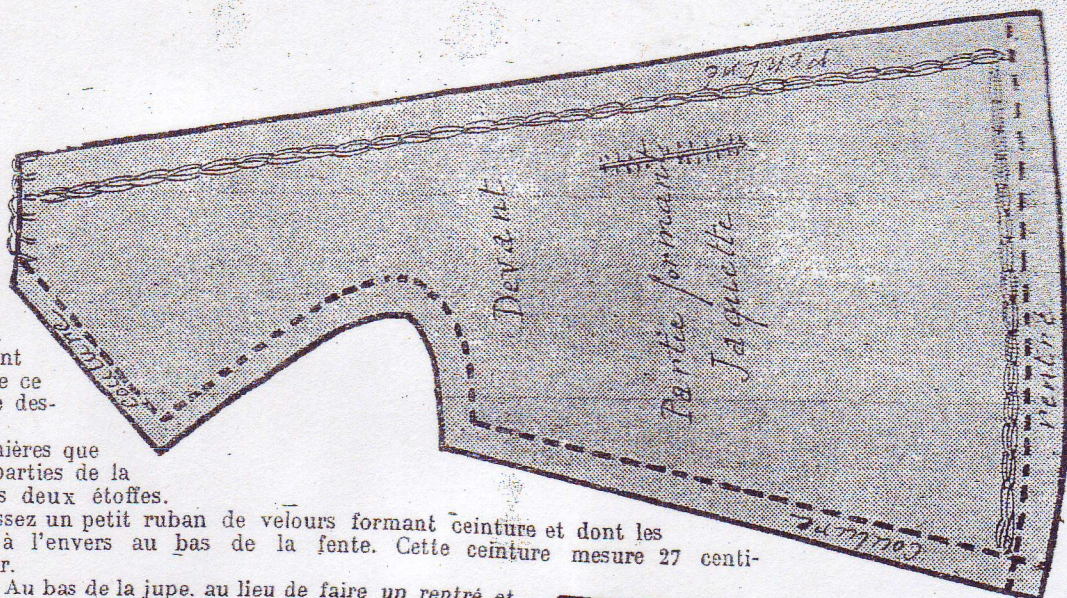 rentré
Devant
Partie formant
Jaquette
rentré
Couture
Couture
nt
e ce
e des-
nières que
parties de la
s deux étoffes.
ssez un petit ruban de velours formant ceinture et dont les
à l'envers au bas de la fente. Cette ceinture mesure 27 centi-
r.
Au bas de la jupe, au lieu de faire un rentré et